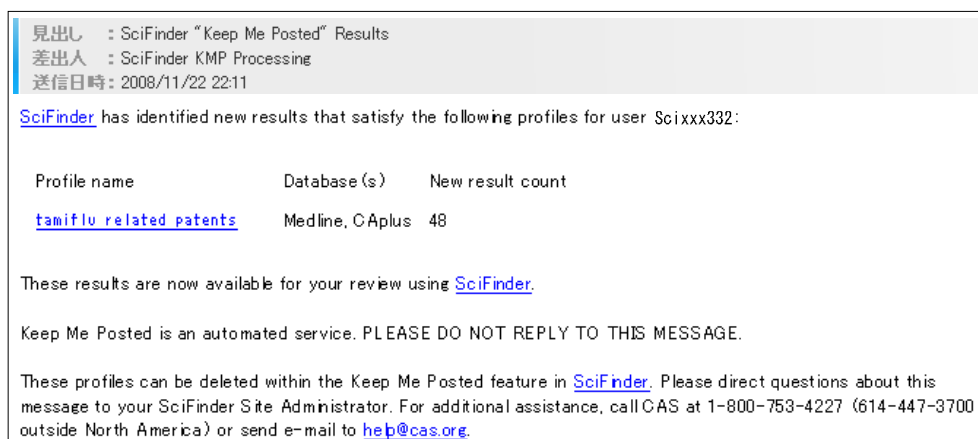 見出し : SciFinder "Keep Me Posted" Results
差出人 : SciFinder KMP Processing
送信日時: 2008/11/22 22:11
SciFinder has identified new results that satisfy the following profiles for user Scixxx332:
Profile name Database(s) New result count
tamiflu related patents Medline, CAplus 48
These results are now available for your review using SciFinder.
Keep Me Posted is an automated service. PLEASE DO NOT REPLY TO THIS MESSAGE.
These profiles can be deleted within the Keep Me Posted feature in SciFinder. Please direct questions about this
message to your SciFinder Site Administrator. For additional assistance, call CAS at 1-800-753-4227 (614-447-3700
outside North America) or send e-mail to help@cas.org.